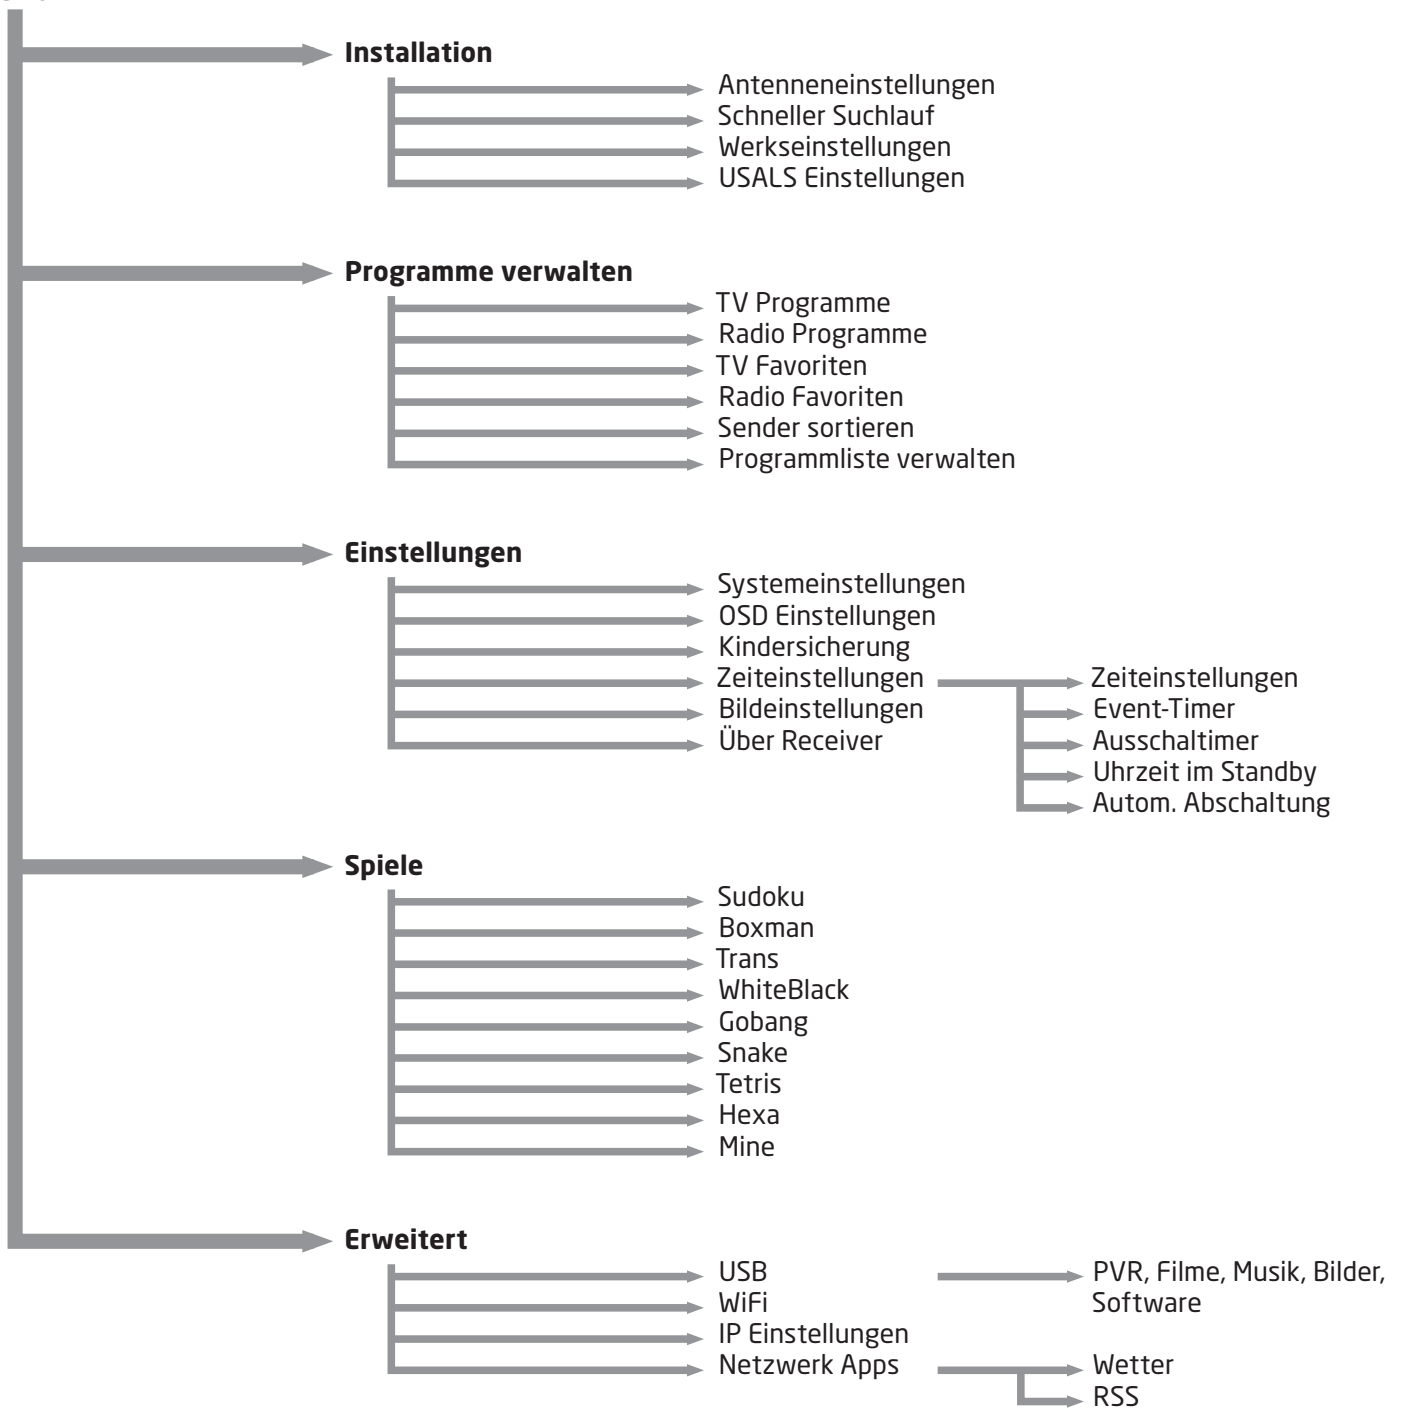 Installation
Antenneneinstellungen
Schneller Suchlauf
Werkseinstellungen
USALS Einstellungen
Programme verwalten
TV Programme
Radio Programme
TV Favoriten
Radio Favoriten
Sender sortieren
Programmliste verwalten
Einstellungen
Systemeinstellungen
OSD Einstellungen
Kindersicherung
Zeiteinstellungen
Bildeinstellungen
Über Receiver
Zeiteinstellungen
Event-Timer
Ausschaltimer
Uhrzeit im Standby
Autom. Abschaltung
Spiele
Sudoku
Boxman
Trans
WhiteBlack
Gobang
Snake
Tetris
Hexa
Mine
Erweitert
USB
WiFi
IP Einstellungen
Netzwerk Apps
PVR, Filme, Musik, Bilder,
Software
Wetter
RSS